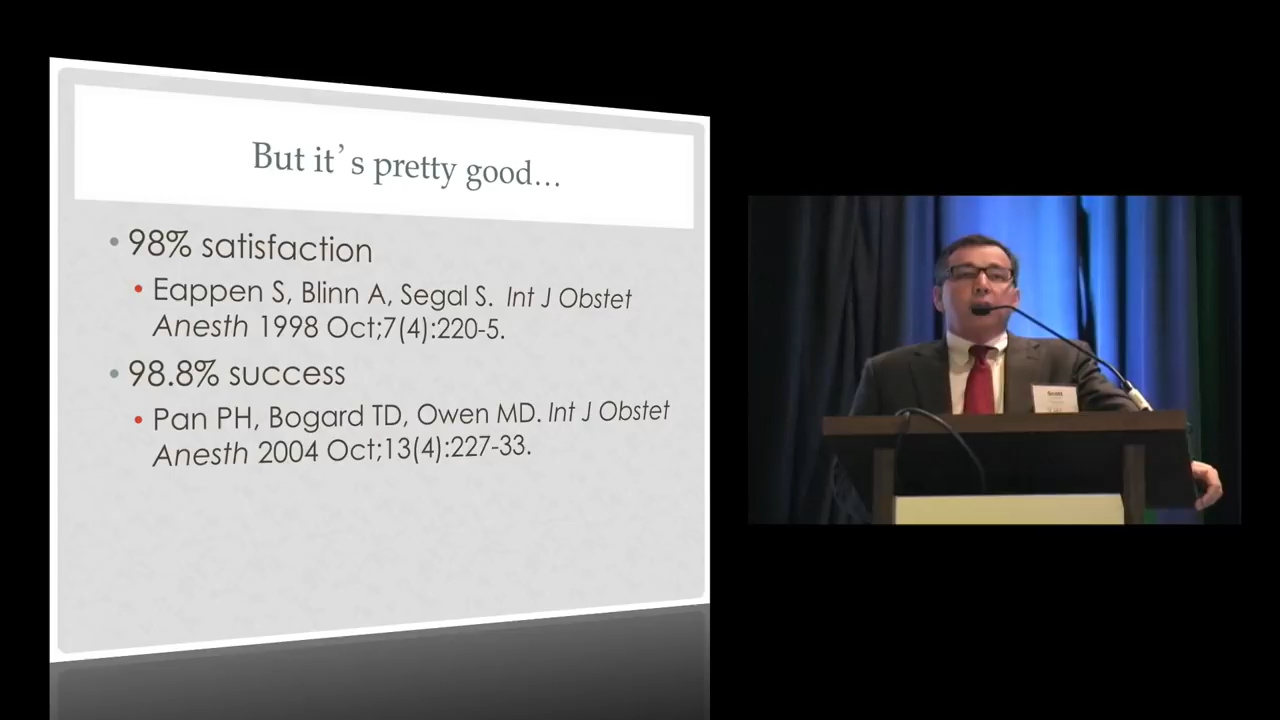 But it's pretty good…
• 98% satisfaction
• Eappen S, Blinn A, Segal S. Int J Obstet
Anesth 1998 Oct;7(4):220-5.
• 98.8% success
• Pan PH, Bogard TD, Owen MD. Int J Obstet
Anesth 2004 Oct;13(4):227-33.
Scott